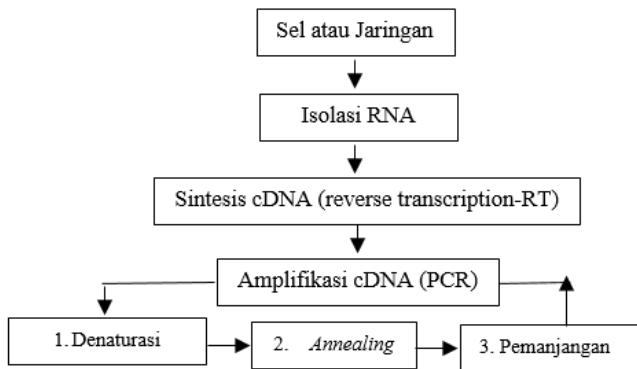 Sel atau Jaringan
Isolasi RNA
Sintesis cDNA (reverse transcription-RT)
Amplifikasi cDNA (PCR)
1. Denaturasi
2. Annealing
3. Pemanjangan